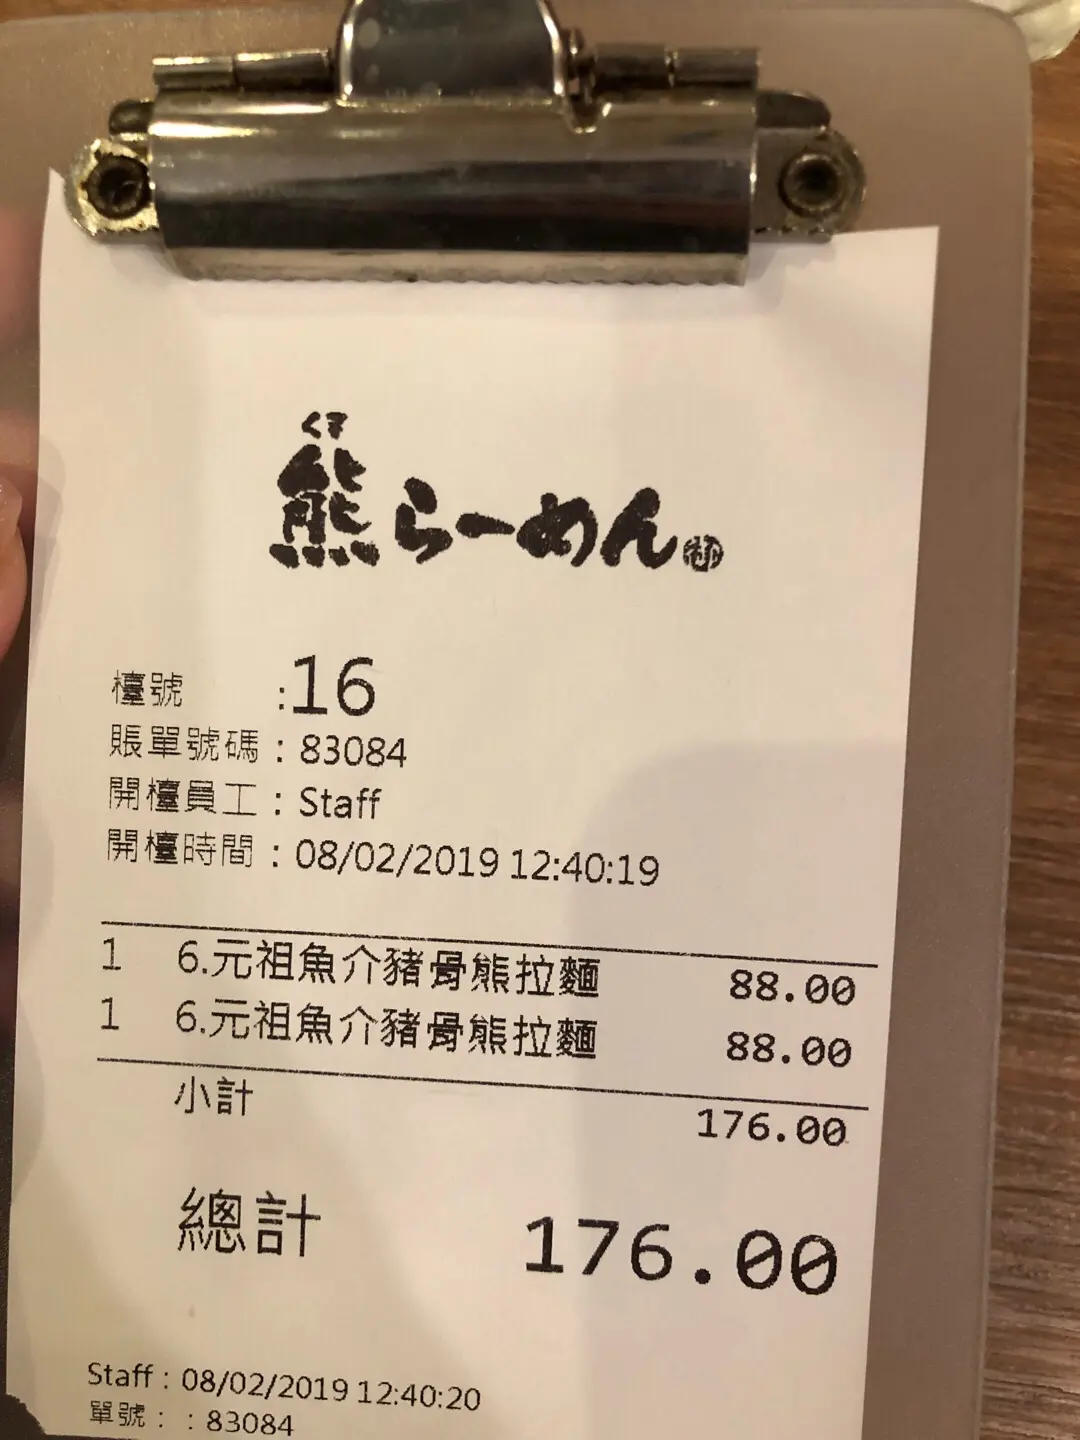 くま
熊らーめん
檯號 :16
賬單號碼 : 83084
開檯員工 : Staff
開檯時間 : 08/02/2019 12:40:19
1 6.元祖魚介豬骨熊拉麵 88.00
1 6.元祖魚介豬骨熊拉麵 88.00
小計 176.00
總計 176.00
Staff : 08/02/2019 12:40:20
單號 : : 83084